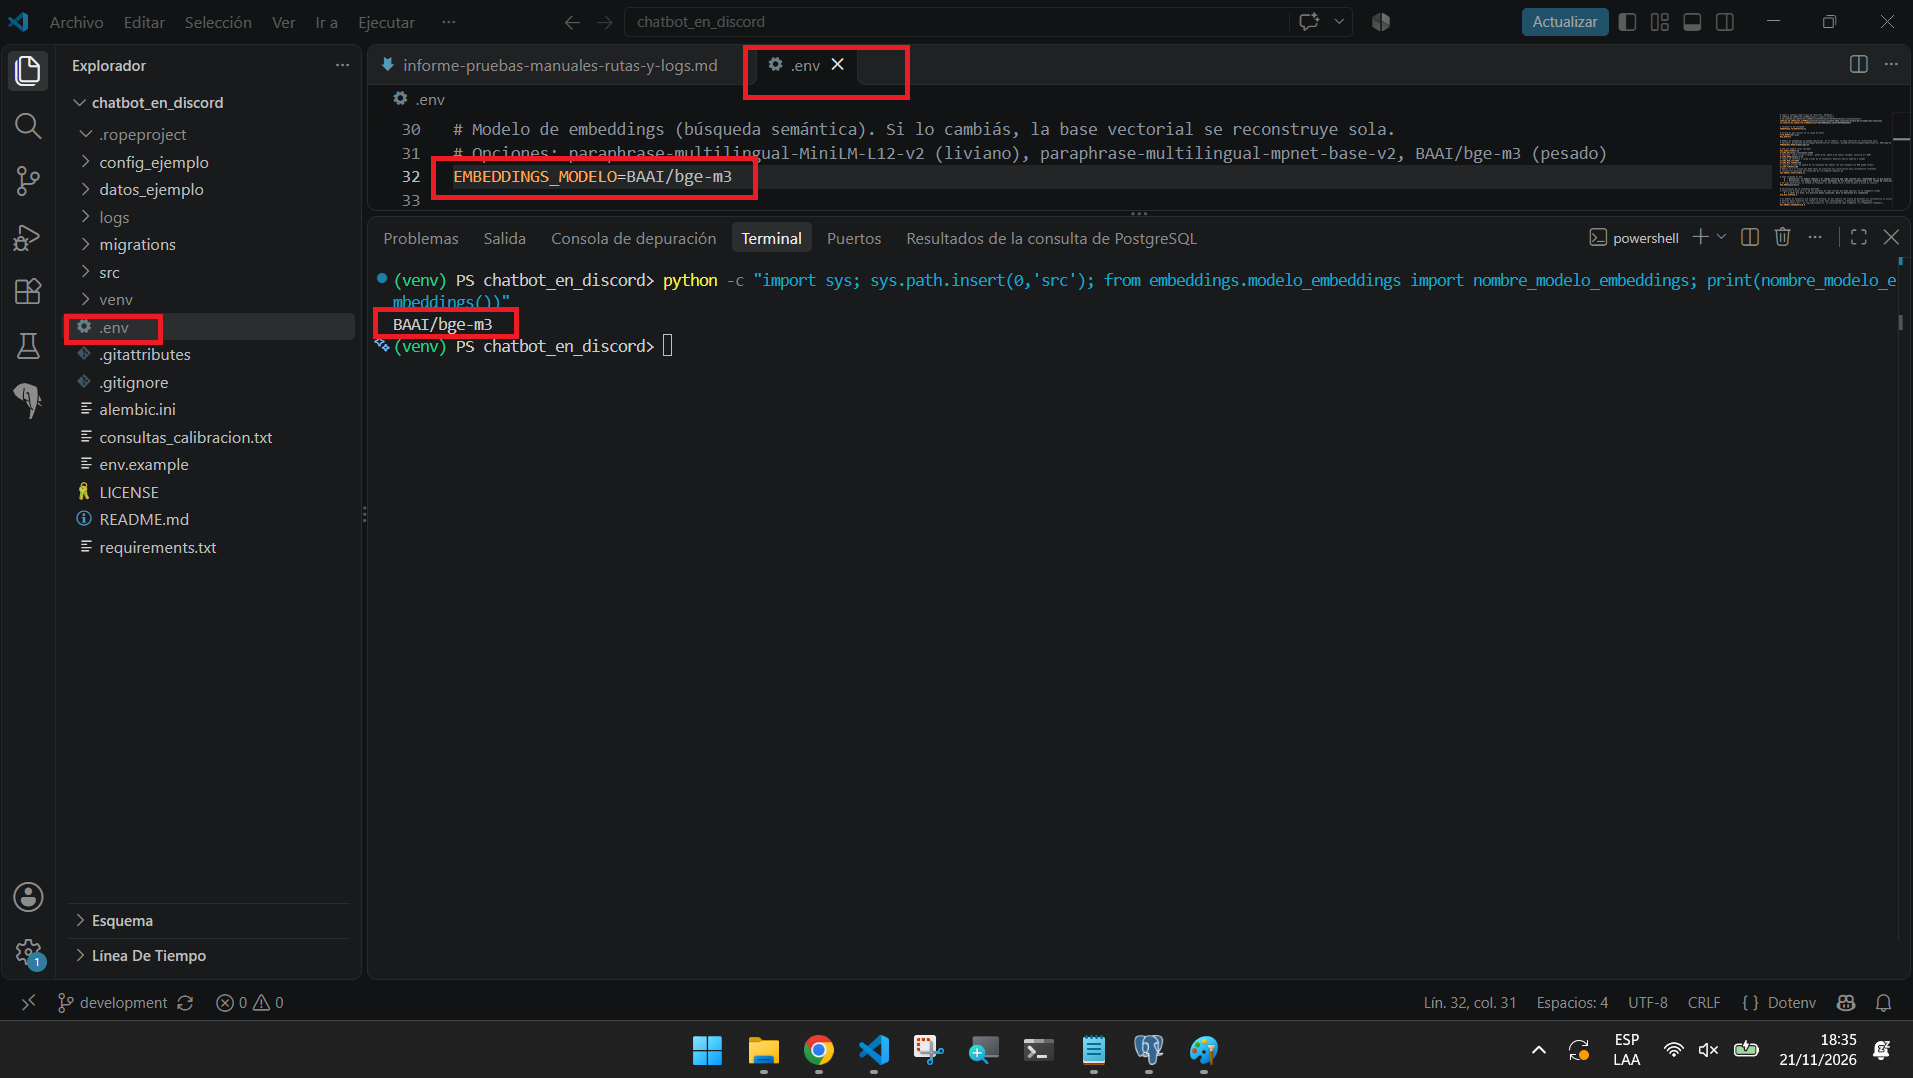 Archivo Editar Selección Ver Ir a Ejecutar ··· chatbot_en_discord Actualizar
Explorador ···
chatbot_en_discord
.ropeproject
config_ejemplo
datos_ejemplo
logs
migrations
src
venv
.env
.gitattributes
.gitignore
alembic.ini
consultas_calibracion.txt
env.example
LICENSE
README.md
requirements.txt
Esquema
Línea De Tiempo
1
informe-pruebas-manuales-rutas-y-logs.md .env
.env
30 # Modelo de embeddings (búsqueda semántica). Si lo cambiás, la base vectorial se reconstruye sola.
31 # Opciones: paraphrase-multilingual-MiniLM-L12-v2 (liviano), paraphrase-multilingual-mpnet-base-v2, BAAI/bge-m3 (pesado)
32 EMBEDDINGS_MODELO=BAAI/bge-m3
33
Problemas Salida Consola de depuración Terminal Puertos Resultados de la consulta de PostgreSQL powershell
(venv) PS chatbot_en_discord> python -c "import sys; sys.path.insert(0,'src'); from embeddings.modelo_embeddings import nombre_modelo_embeddings; print(nombre_modelo_e
mbeddings())"
BAAI/bge-m3
(venv) PS chatbot_en_discord>
development 0 0 Lín. 32, col. 31 Espacios: 4 UTF-8 CRLF { } Dotenv
ESP
LAA
18:35
21/11/2026